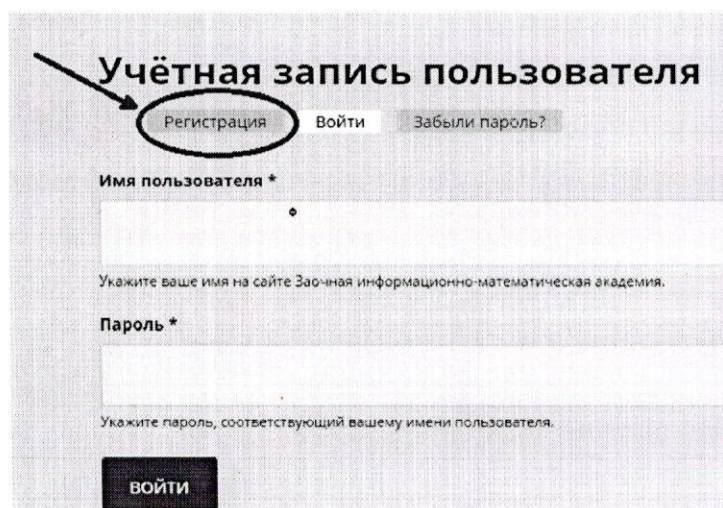 Учётная запись пользователя
Регистрация Войти Забыли пароль?
Имя пользователя *
Укажите ваше имя на сайте Заочная информационно-математическая академия.
Пароль *
Укажите пароль, соответствующий вашему имени пользователя.
ВОЙТИ